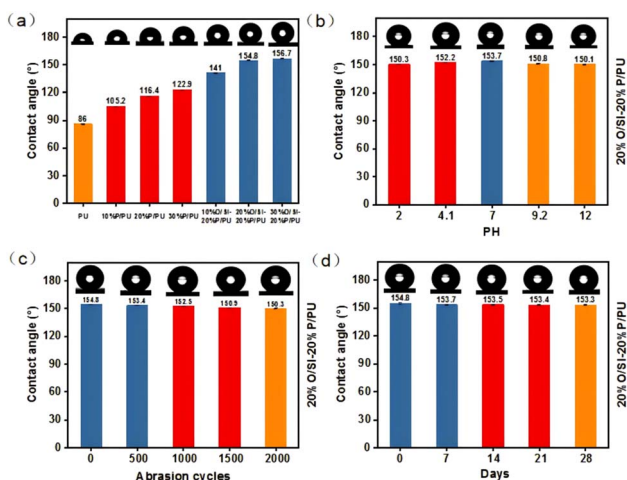 (a)
180
150
120
90
60
30
0
Contact angle (°)
86
105.2
116.4
122.9
141
154.8
156.7
PU
10%P/PU
20%P/PU
30%P/PU
10%O/SI-
20%P/PU
20%O/SI-
20%P/PU
30%O/SI-
20%P/PU
(b)
180
150
120
90
60
30
0
Contact angle (°)
150.3
152.2
153.7
150.8
150.1
2
4.1
7
9.2
12
PH
20% O/SI-20% P/PU
(c)
180
150
120
90
60
30
0
Contact angle (°)
154.8
153.4
152.5
150.9
150.3
0
500
1000
1500
2000
Abrasion cycles
20% O/SI-20% P/PU
(d)
180
150
120
90
60
30
0
Contact angle (°)
154.8
153.7
153.5
153.4
153.3
0
7
14
21
28
Days
20% O/SI-20% P/PU